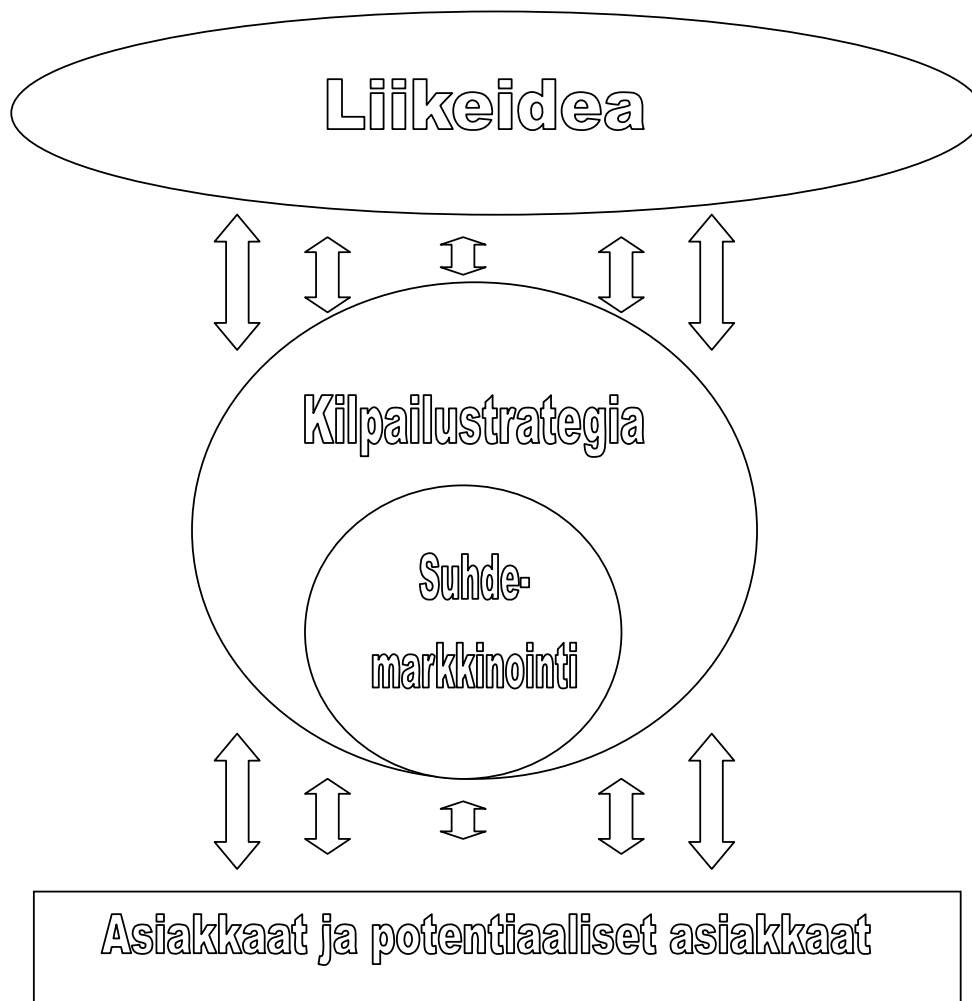 Liikeidea
Kilpailustrategia
Suhde-
markkinointi
Asiakkaat ja potentiaaliset asiakkaat